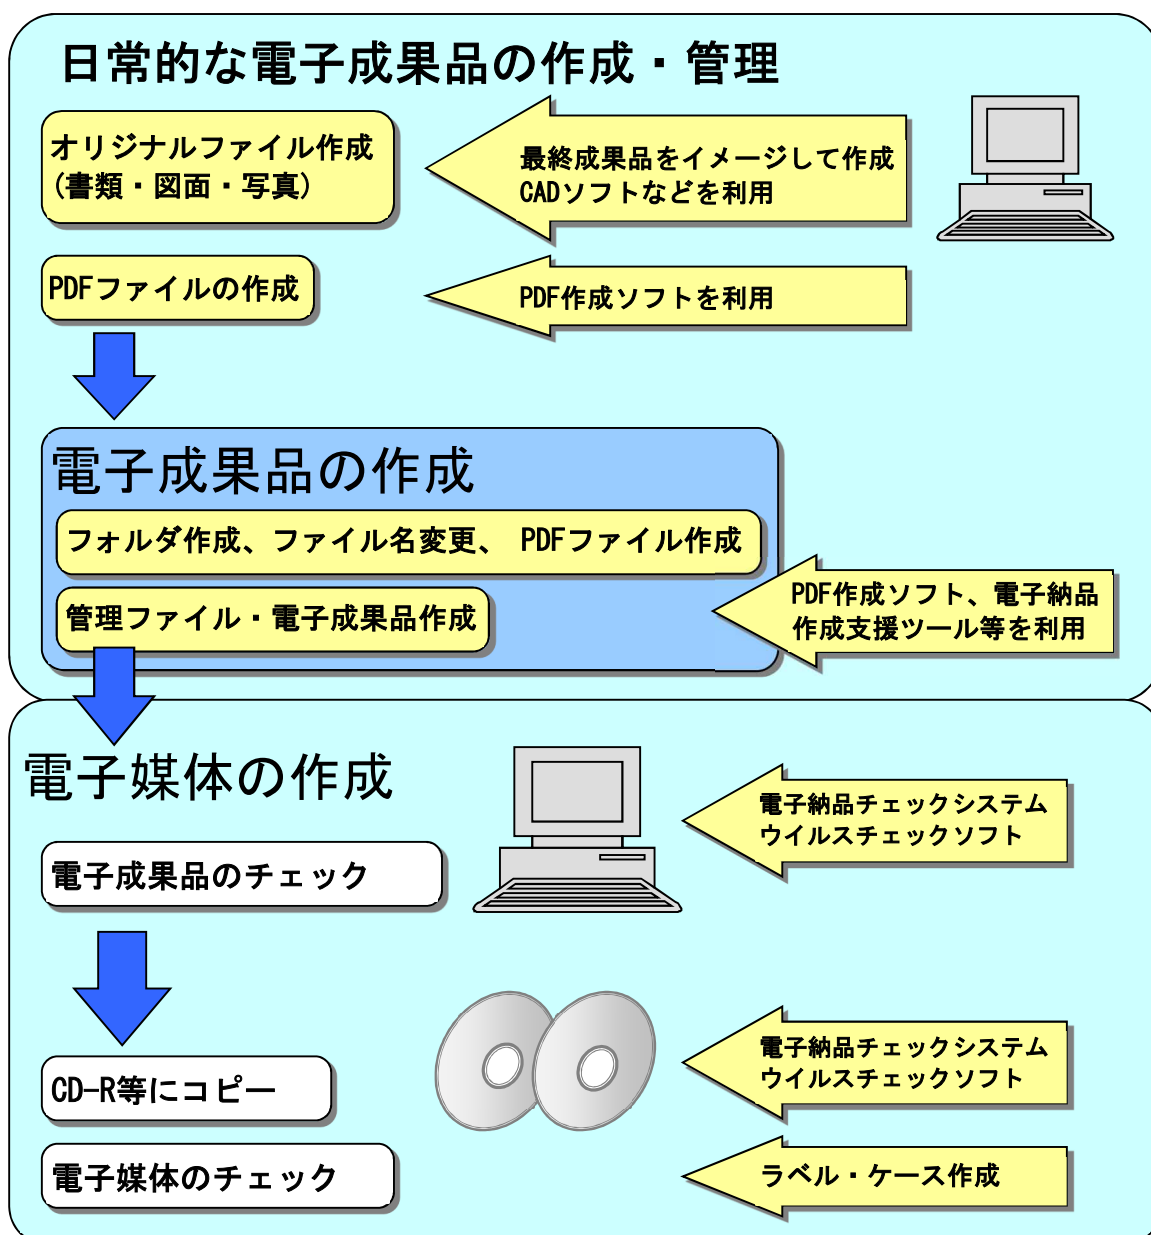 日常的な電子成果品の作成・管理
オリジナルファイル作成
(書類・図面・写真)
最終成果品をイメージして作成
CADソフトなどを利用
PDFファイルの作成
PDF作成ソフトを利用
電子成果品の作成
フォルダ作成、ファイル名変更、 PDFファイル作成
管理ファイル・電子成果品作成
PDF作成ソフト、電子納品
作成支援ツール等を利用
電子媒体の作成
電子納品チェックシステム
ウイルスチェックソフト
電子成果品のチェック
電子納品チェックシステム
ウイルスチェックソフト
CD-R等にコピー
電子媒体のチェック
ラベル・ケース作成